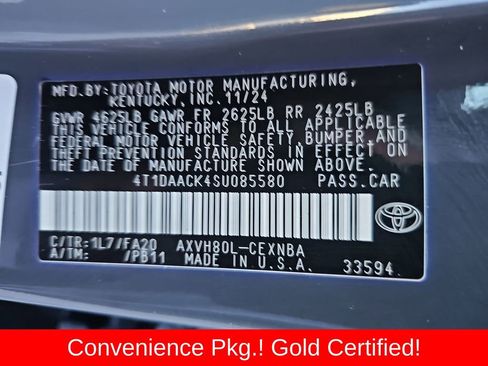 MFD.BY: TOYOTA MOTOR MANUFACTURING,
KENTUCKY, INC. 11/24
GVWR 4625LB GAWR FR 2625LB RR 2425LB
THIS VEHICLE CONFORMS TO ALL APPLICABLE
FEDERAL MOTOR VEHICLE SAFETY, BUMPER AND
THEFT PREVENTION STANDARDS IN EFFECT ON
THE DATE OF MANUFACTURE SHOWN ABOVE.
4T1DAACK4SU085580 PASS.CAR
C/TR: 1L7/FA20 AXVH80L-CEXNBA
A/TM: /PB11 MADE IN U.S.A. 33594
TOYOTA
Convenience Pkg.! Gold Certified!